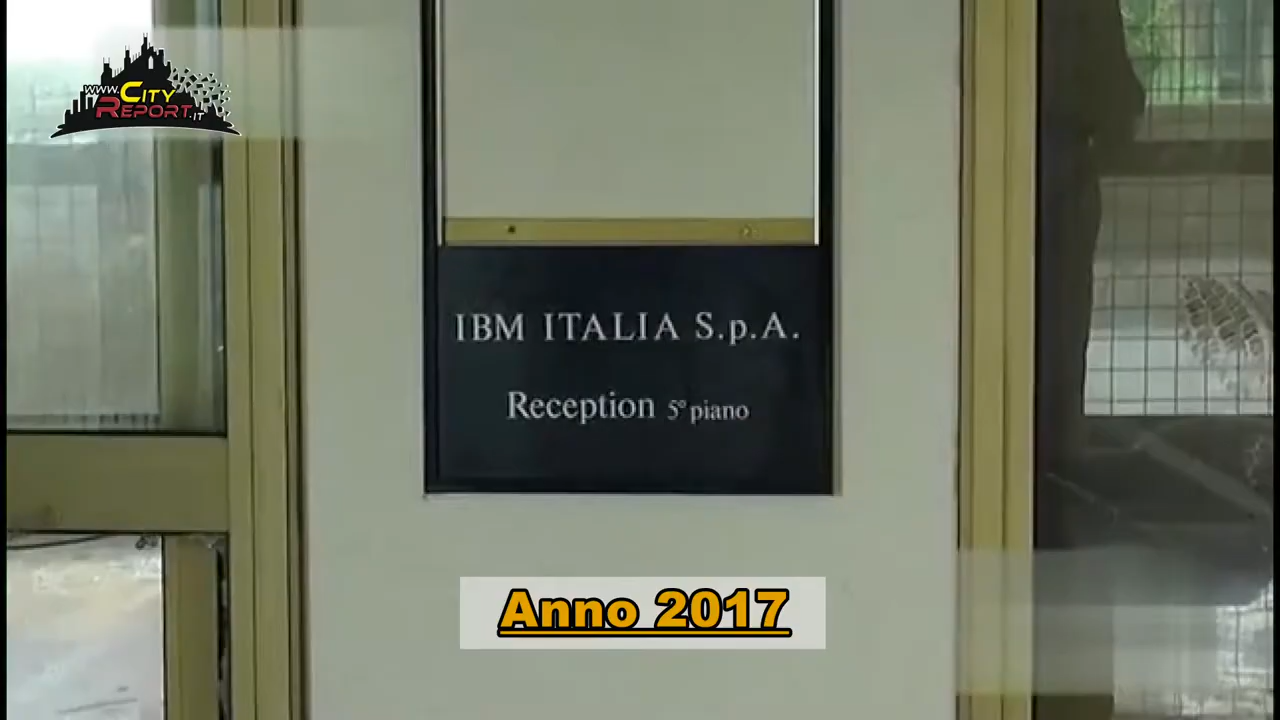 www.CITY
REPORT.IT
IBM ITALIA S.p.A.
Reception 5° piano
Anno 2017